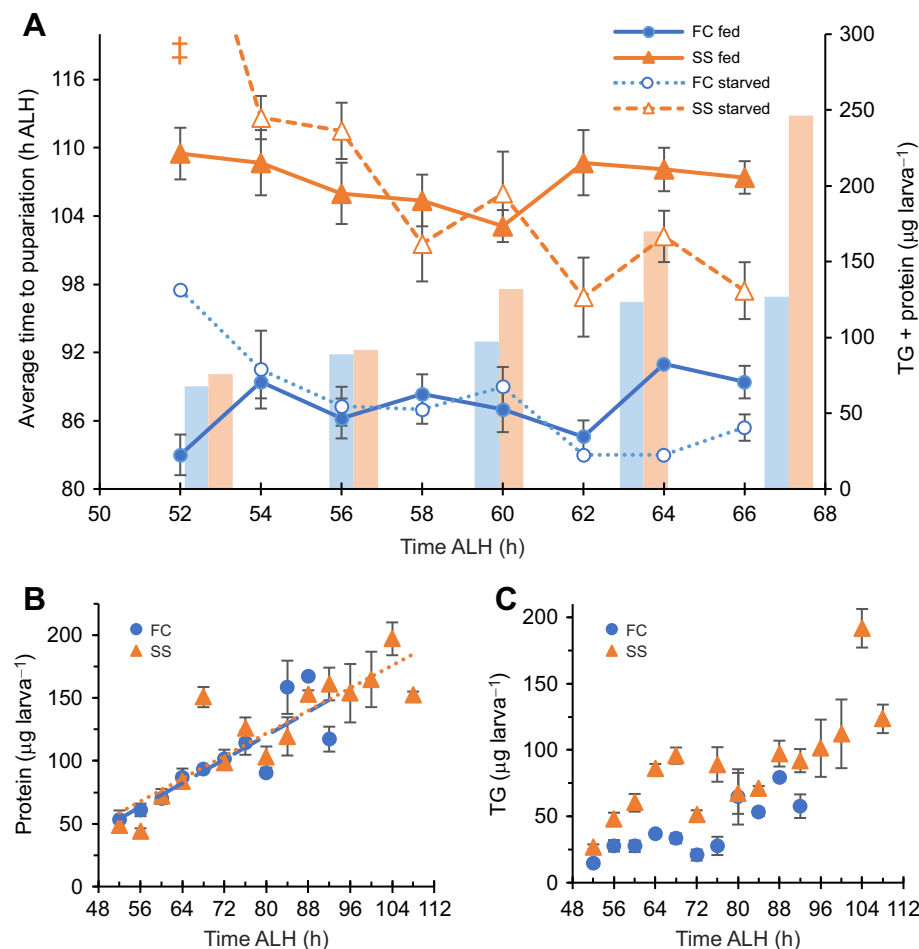 A
FC fed
SS fed
FC starved
SS starved
‡
Average time to pupariation (h ALH)
116
110
104
98
92
86
80
300
250
200
150
100
50
0
TG + protein (µg larva⁻¹)
50 52 54 56 58 60 62 64 66 68
Time ALH (h)
B
FC
SS
Protein (µg larva⁻¹)
200
150
100
50
0
48 56 64 72 80 88 96 104 112
Time ALH (h)
C
FC
SS
TG (µg larva⁻¹)
200
150
100
50
0
48 56 64 72 80 88 96 104 112
Time ALH (h)